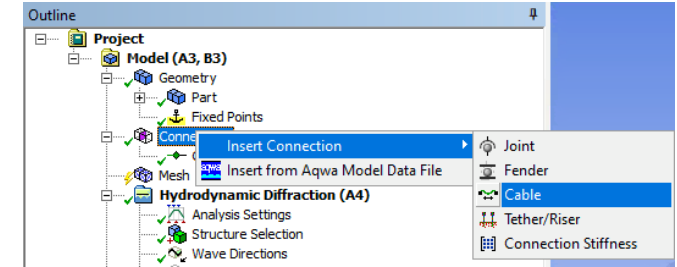 Outline
Project
Model (A3, B3)
Geometry
Part
Fixed Points
Conne
Insert Connection
Joint
aqwa Insert from Aqwa Model Data File
Fender
Mesh
Cable
Hydrodynamic Diffraction (A4)
Tether/Riser
Analysis Settings
Connection Stiffness
Structure Selection
Wave Directions